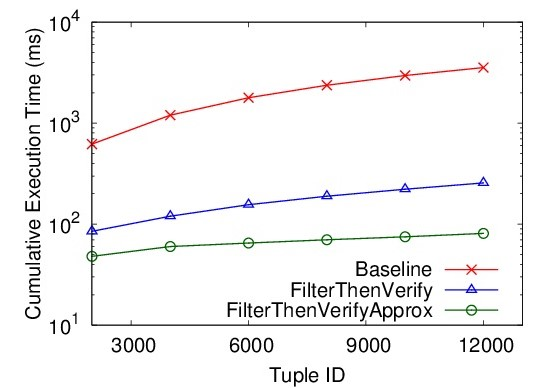 Cumulative Execution Time (ms)
10^4
10^3
10^2
10^1
Baseline
FilterThenVerify
FilterThenVerifyApprox
3000 6000 9000 12000
Tuple ID